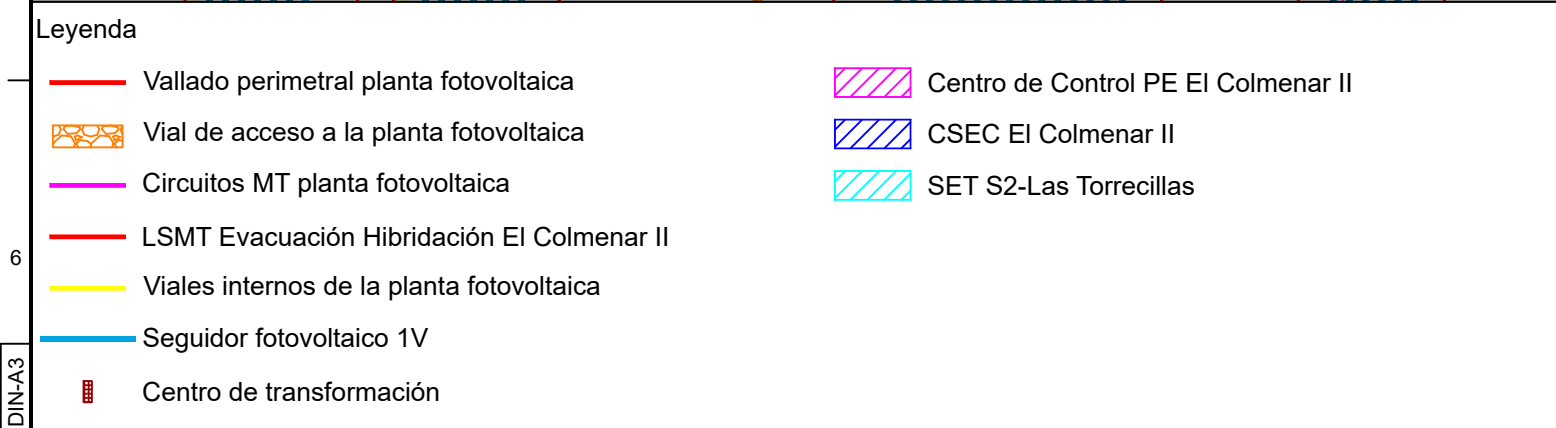 Leyenda
Vallado perimetral planta fotovoltaica
Vial de acceso a la planta fotovoltaica
Circuitos MT planta fotovoltaica
LSMT Evacuación Hibridación El Colmenar II
Viales internos de la planta fotovoltaica
Seguidor fotovoltaico 1V
Centro de transformación
Centro de Control PE El Colmenar II
CSEC El Colmenar II
SET S2-Las Torrecillas
6
DIN-A3